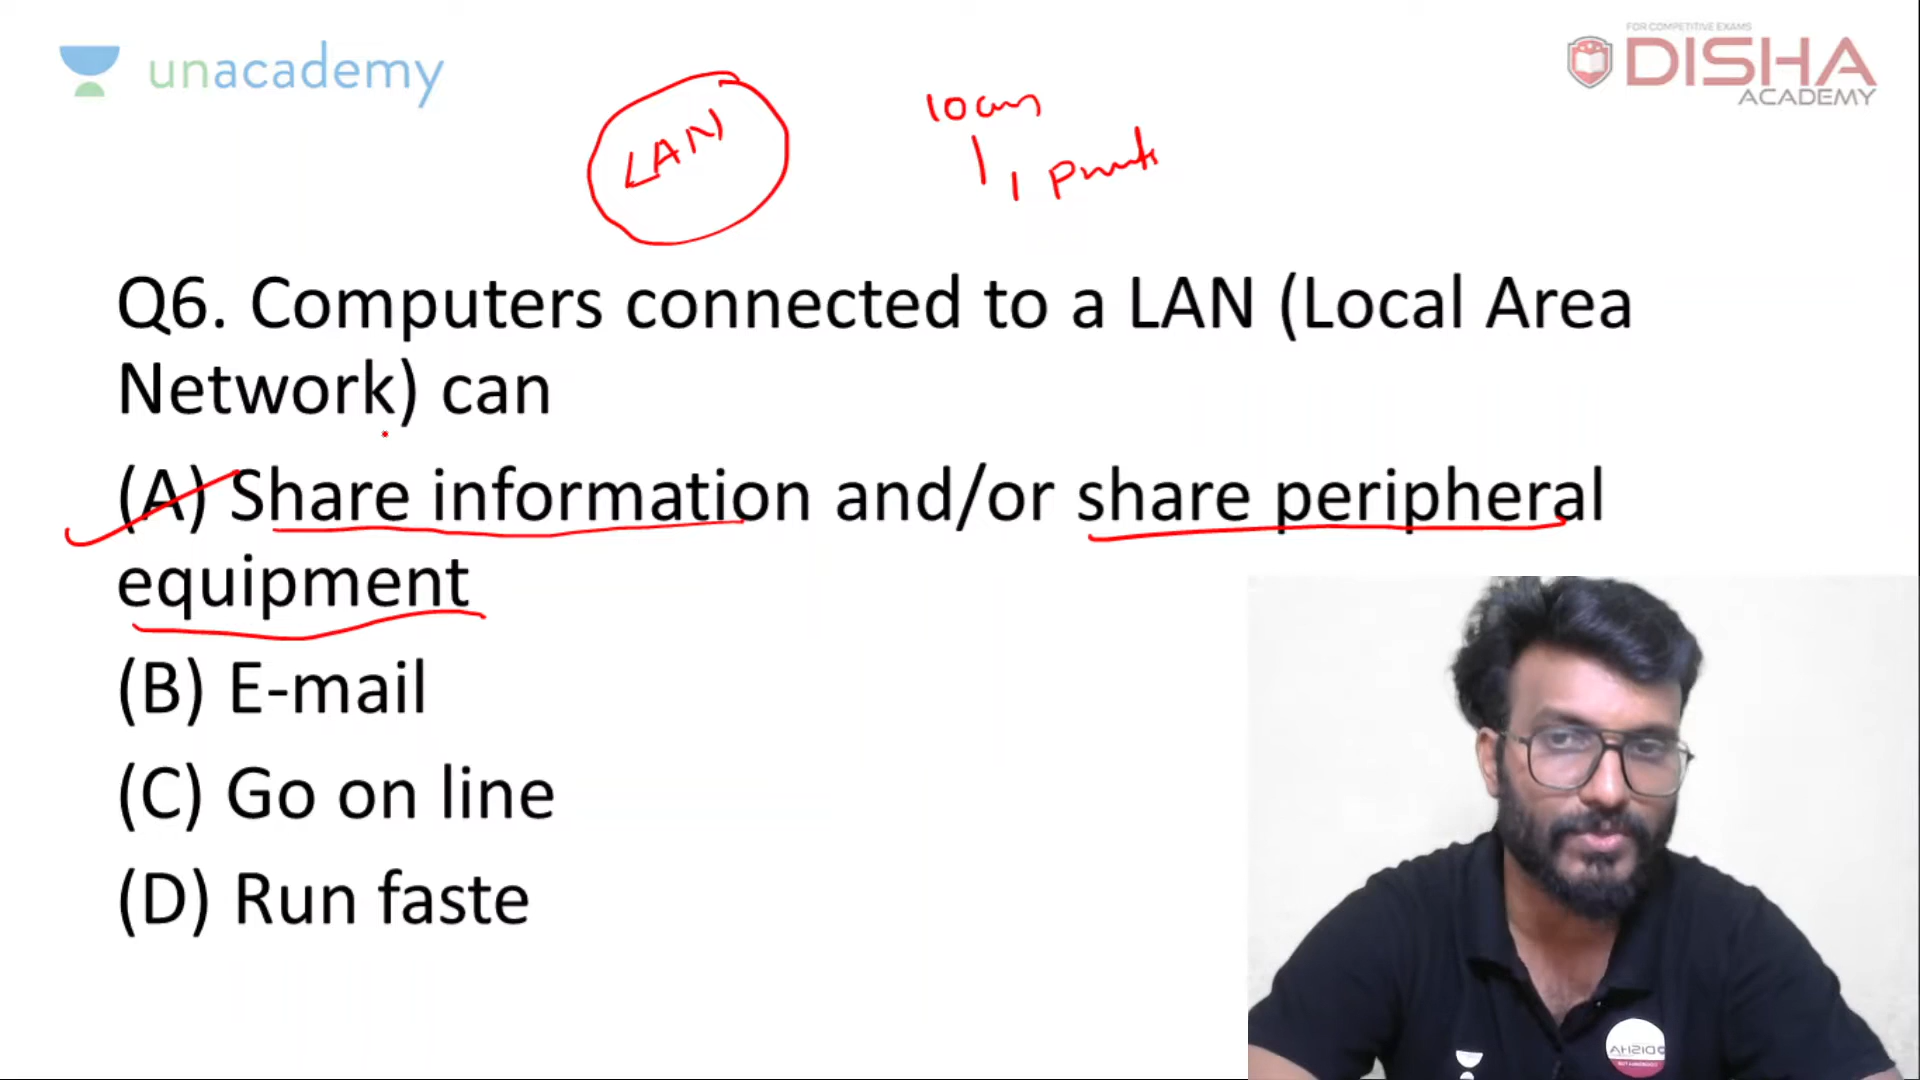 unacademy
FOR COMPETITIVE EXAMS
DISHA
ACADEMY
LAN
Q6. Computers connected to a LAN (Local Area
Network) can
(A) Share information and/or share peripheral
equipment
(B) E-mail
(C) Go on line
(D) Run faste
DISHA